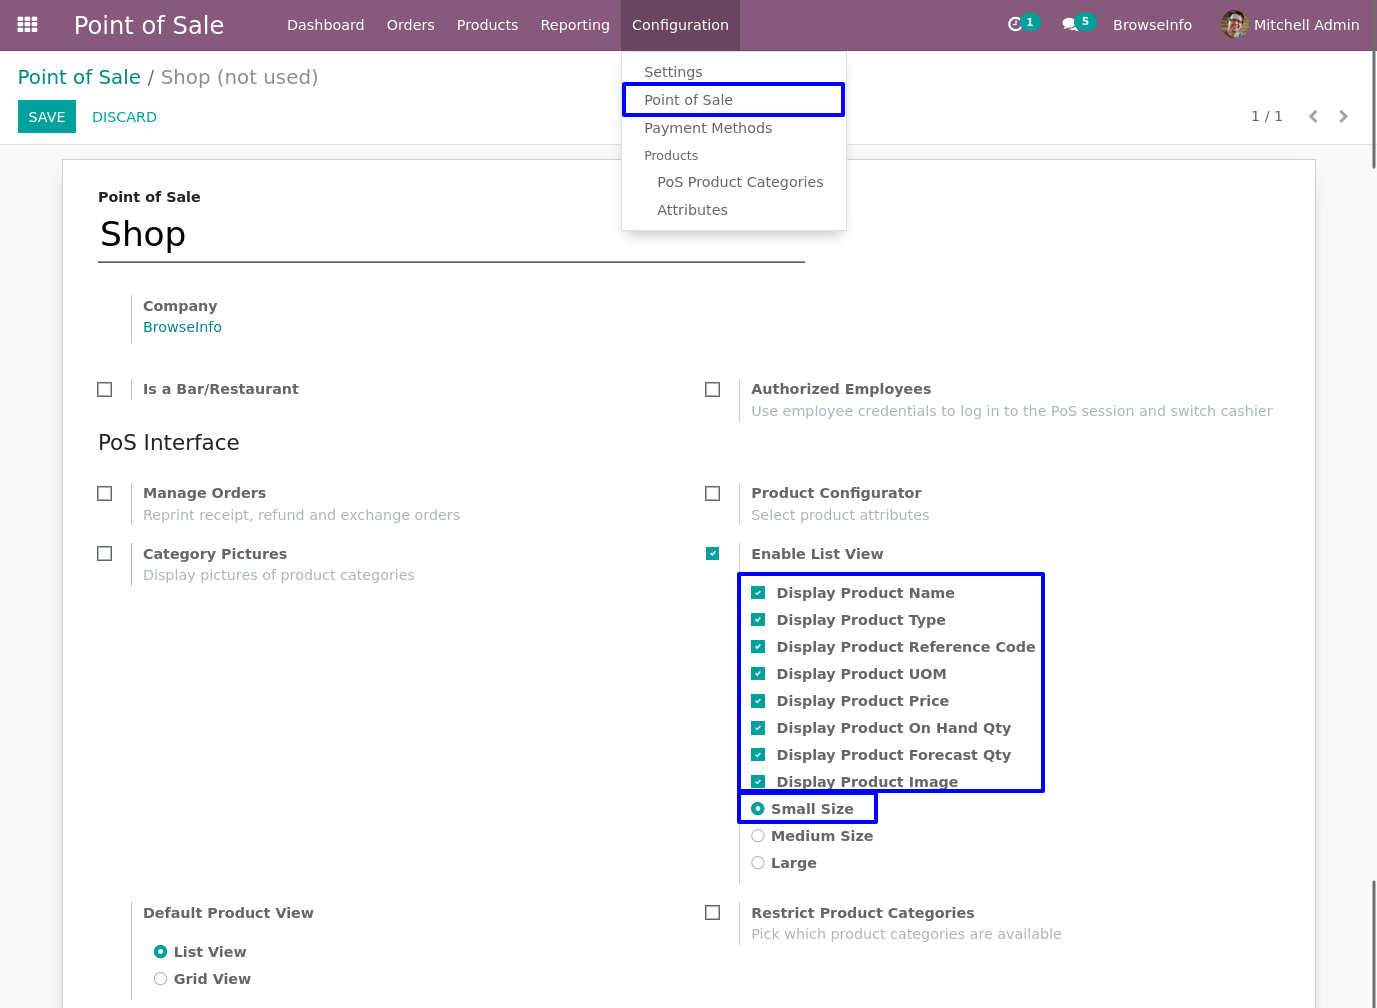 Point of Sale Dashboard Orders Products Reporting Configuration 1 5 BrowseInfo Mitchell Admin
Point of Sale / Shop (not used)
SAVE DISCARD
1 / 1
Settings
Point of Sale
Payment Methods
Products
PoS Product Categories
Attributes
Point of Sale
Shop
Company
BrowseInfo
Is a Bar/Restaurant
Authorized Employees
Use employee credentials to log in to the PoS session and switch cashier
PoS Interface
Manage Orders
Reprint receipt, refund and exchange orders
Product Configurator
Select product attributes
Category Pictures
Display pictures of product categories
Enable List View
Display Product Name
Display Product Type
Display Product Reference Code
Display Product UOM
Display Product Price
Display Product On Hand Qty
Display Product Forecast Qty
Display Product Image
Small Size
Medium Size
Large
Default Product View
List View
Grid View
Restrict Product Categories
Pick which product categories are available